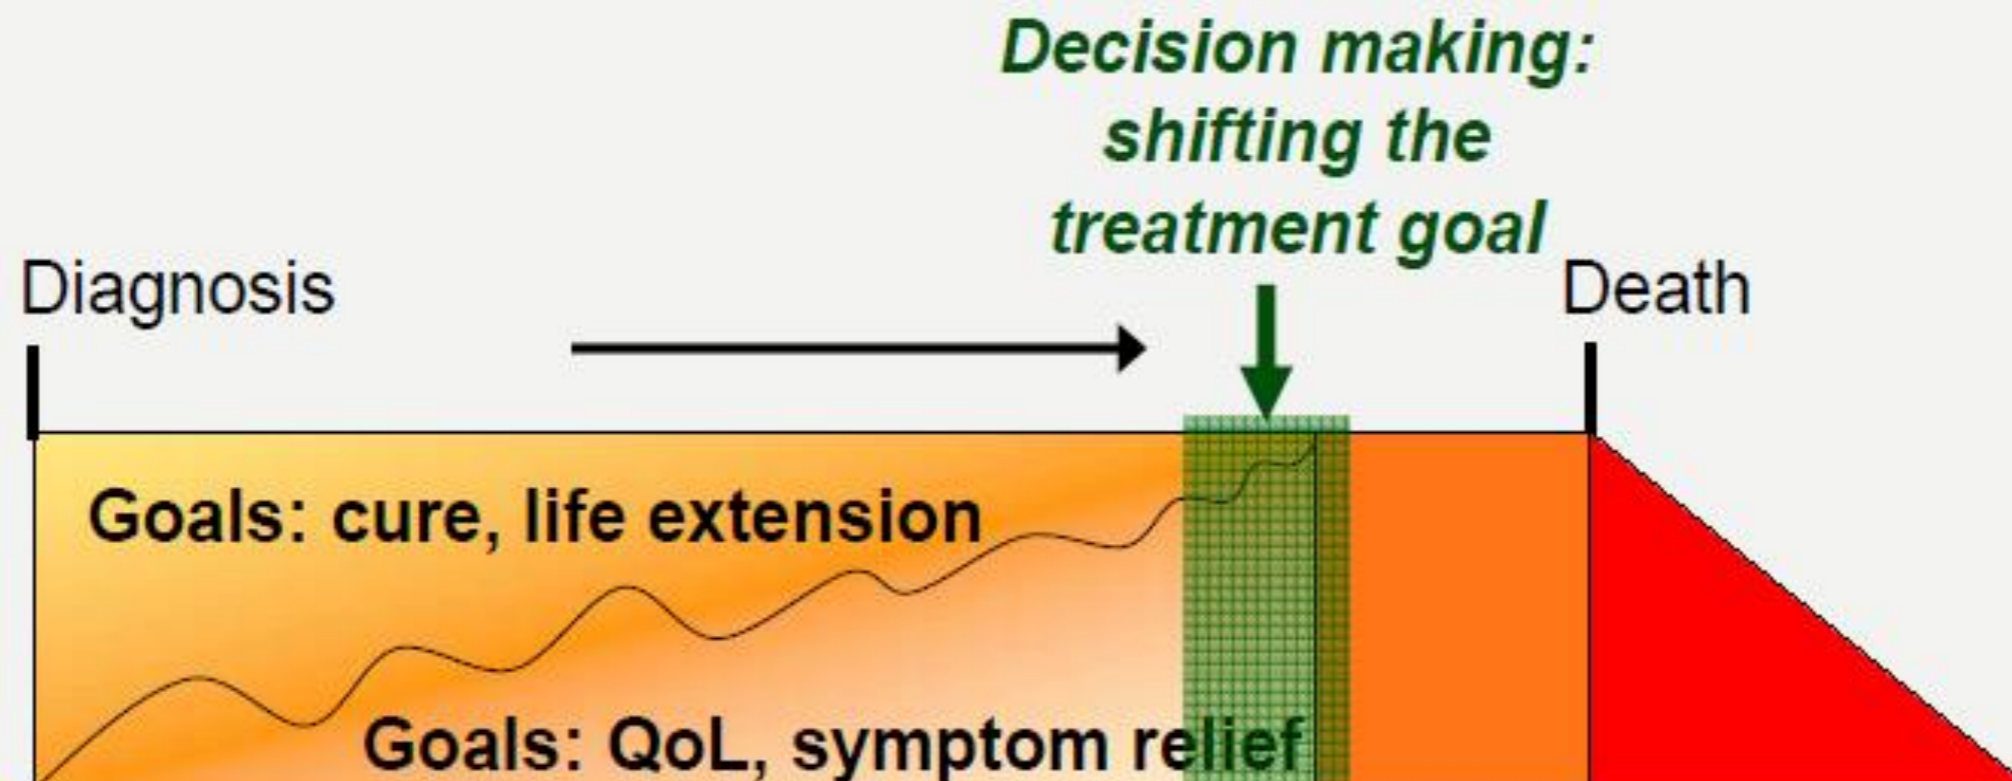 Decision making:
shifting the
treatment goal
Diagnosis
Death
Goals: cure, life extension
Goals: QoL, symptom relief